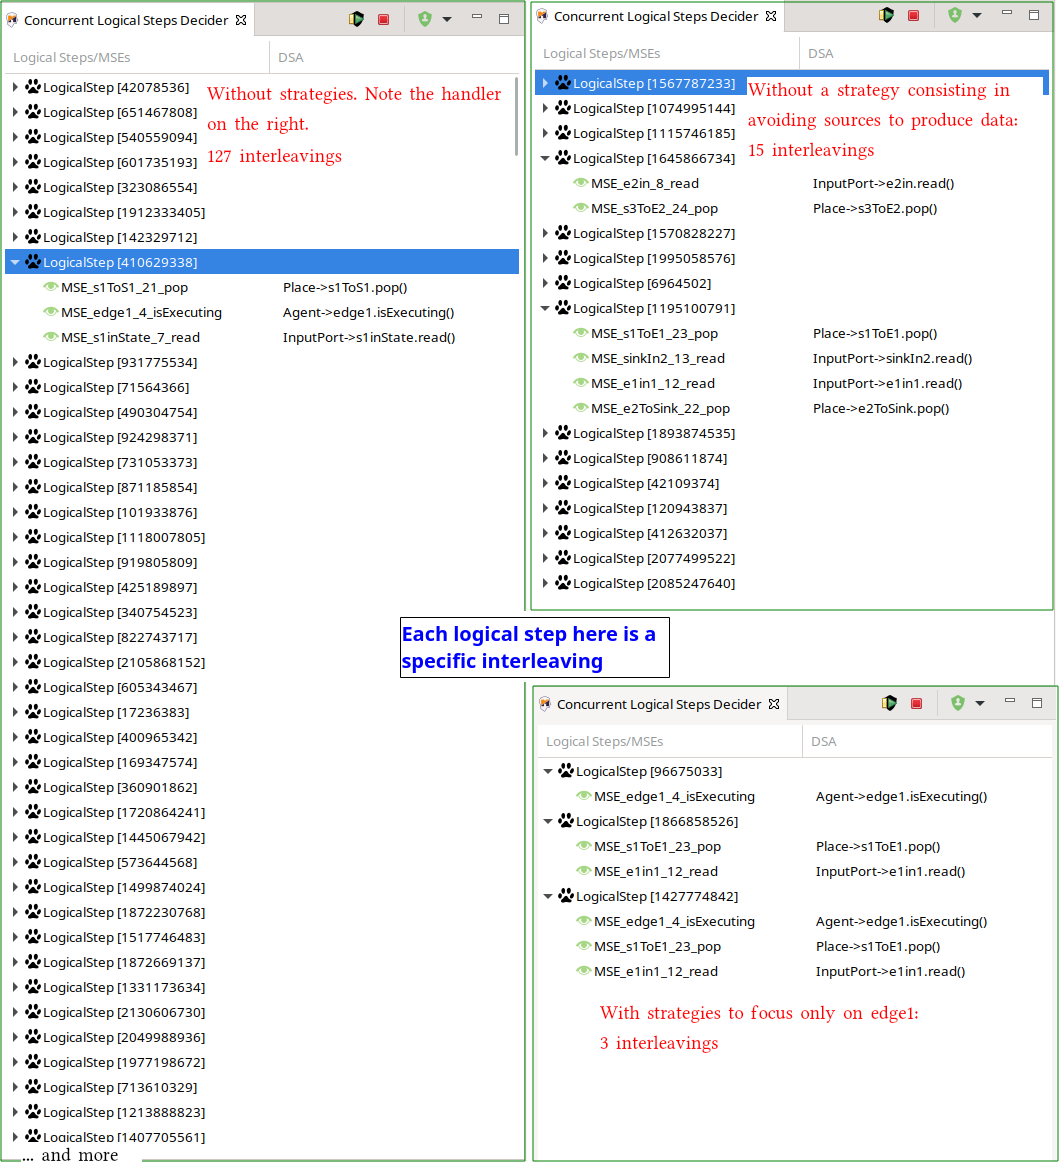 Concurrent Logical Steps Decider
Logical Steps/MSEs DSA
LogicalStep [42078536]
LogicalStep [651467808]
LogicalStep [540559094]
LogicalStep [601735193]
Without strategies. Note the handler
on the right.
127 interleavings
LogicalStep [323086554]
LogicalStep [1912333405]
LogicalStep [142329712]
LogicalStep [410629338]
MSE_s1ToS1_21_pop Place->s1ToS1.pop()
MSE_edge1_4_isExecuting Agent->edge1.isExecuting()
MSE_s1inState_7_read InputPort->s1inState.read()
LogicalStep [931775534]
LogicalStep [71564366]
LogicalStep [490304754]
LogicalStep [924298371]
LogicalStep [731053373]
LogicalStep [871185854]
LogicalStep [101933876]
LogicalStep [1118007805]
LogicalStep [919805809]
LogicalStep [425189897]
LogicalStep [340754523]
LogicalStep [822743717]
LogicalStep [2105868152]
LogicalStep [605343467]
LogicalStep [17236383]
LogicalStep [400965342]
LogicalStep [169347574]
LogicalStep [360901862]
LogicalStep [1720864241]
LogicalStep [1445067942]
LogicalStep [573644568]
LogicalStep [1499874024]
LogicalStep [1872230768]
LogicalStep [1517746483]
LogicalStep [1872669137]
LogicalStep [1331173634]
LogicalStep [2130606730]
LogicalStep [2049988936]
LogicalStep [1977198672]
LogicalStep [713610329]
LogicalStep [1213888823]
LogicalStep [1407705561]
... and more
Concurrent Logical Steps Decider
Logical Steps/MSEs DSA
LogicalStep [1567787233]
LogicalStep [1074995144]
LogicalStep [1115746185]
LogicalStep [1645866734]
Without a strategy consisting in
avoiding sources to produce data:
15 interleavings
MSE_e2in_8_read InputPort->e2in.read()
MSE_s3ToE2_24_pop Place->s3ToE2.pop()
LogicalStep [1570828227]
LogicalStep [1995058576]
LogicalStep [6964502]
LogicalStep [1195100791]
MSE_s1ToE1_23_pop Place->s1ToE1.pop()
MSE_sinkIn2_13_read InputPort->sinkIn2.read()
MSE_e1in1_12_read InputPort->e1in1.read()
MSE_e2ToSink_22_pop Place->e2ToSink.pop()
LogicalStep [1893874535]
LogicalStep [908611874]
LogicalStep [42109374]
LogicalStep [120943837]
LogicalStep [412632037]
LogicalStep [2077499522]
LogicalStep [2085247640]
Each logical step here is a
specific interleaving
Concurrent Logical Steps Decider
Logical Steps/MSEs DSA
LogicalStep [96675033]
MSE_edge1_4_isExecuting Agent->edge1.isExecuting()
LogicalStep [1866858526]
MSE_s1ToE1_23_pop Place->s1ToE1.pop()
MSE_e1in1_12_read InputPort->e1in1.read()
LogicalStep [1427774842]
MSE_edge1_4_isExecuting Agent->edge1.isExecuting()
MSE_s1ToE1_23_pop Place->s1ToE1.pop()
MSE_e1in1_12_read InputPort->e1in1.read()
With strategies to focus only on edge1:
3 interleavings